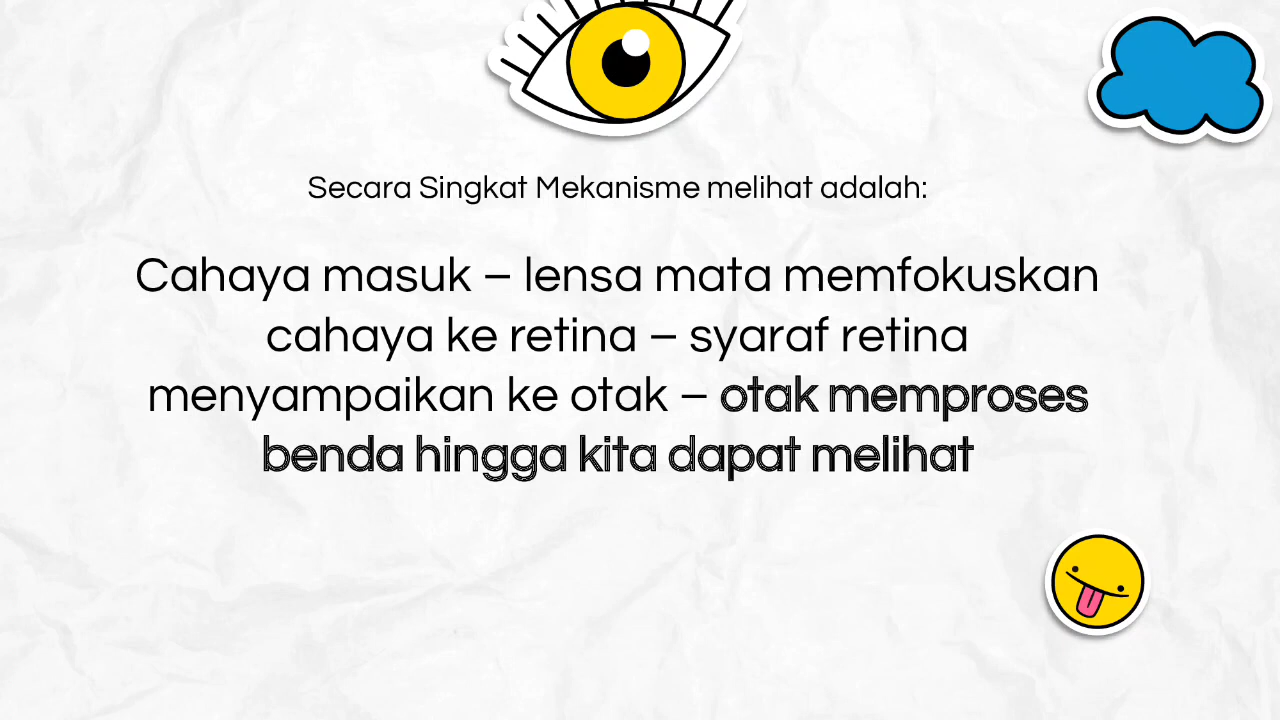 Secara Singkat Mekanisme melihat adalah:
Cahaya masuk – lensa mata memfokuskan
cahaya ke retina – syaraf retina
menyampaikan ke otak – otak memproses
benda hingga kita dapat melihat